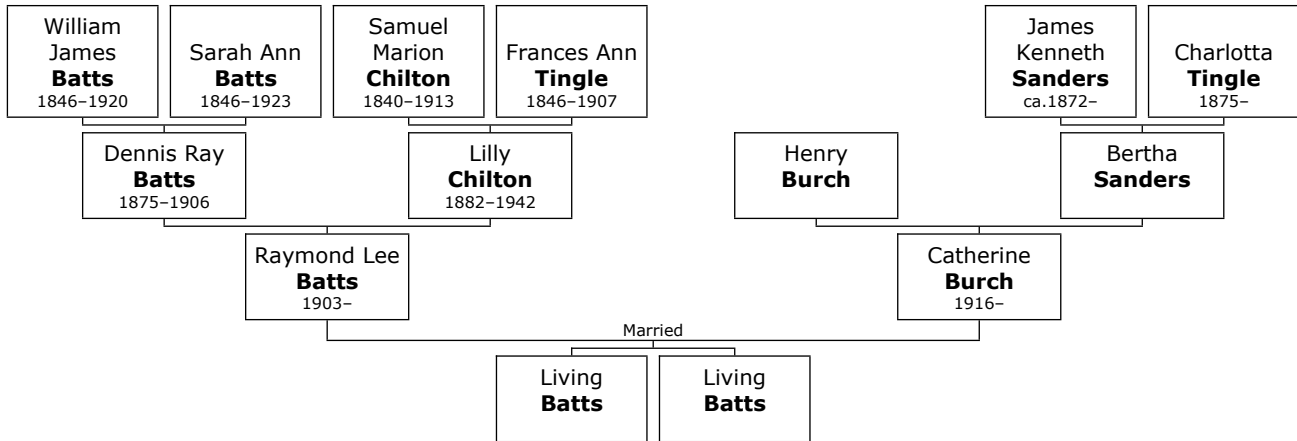 William
James
Batts
1846–1920
Sarah Ann
Batts
1846–1923
Samuel
Marion
Chilton
1840–1913
Frances Ann
Tingle
1846–1907
James
Kenneth
Sanders
ca.1872–
Charlotta
Tingle
1875–
Dennis Ray
Batts
1875–1906
Lilly
Chilton
1882–1942
Henry
Burch
Bertha
Sanders
Raymond Lee
Batts
1903–
Catherine
Burch
1916–
Married
Living
Batts
Living
Batts